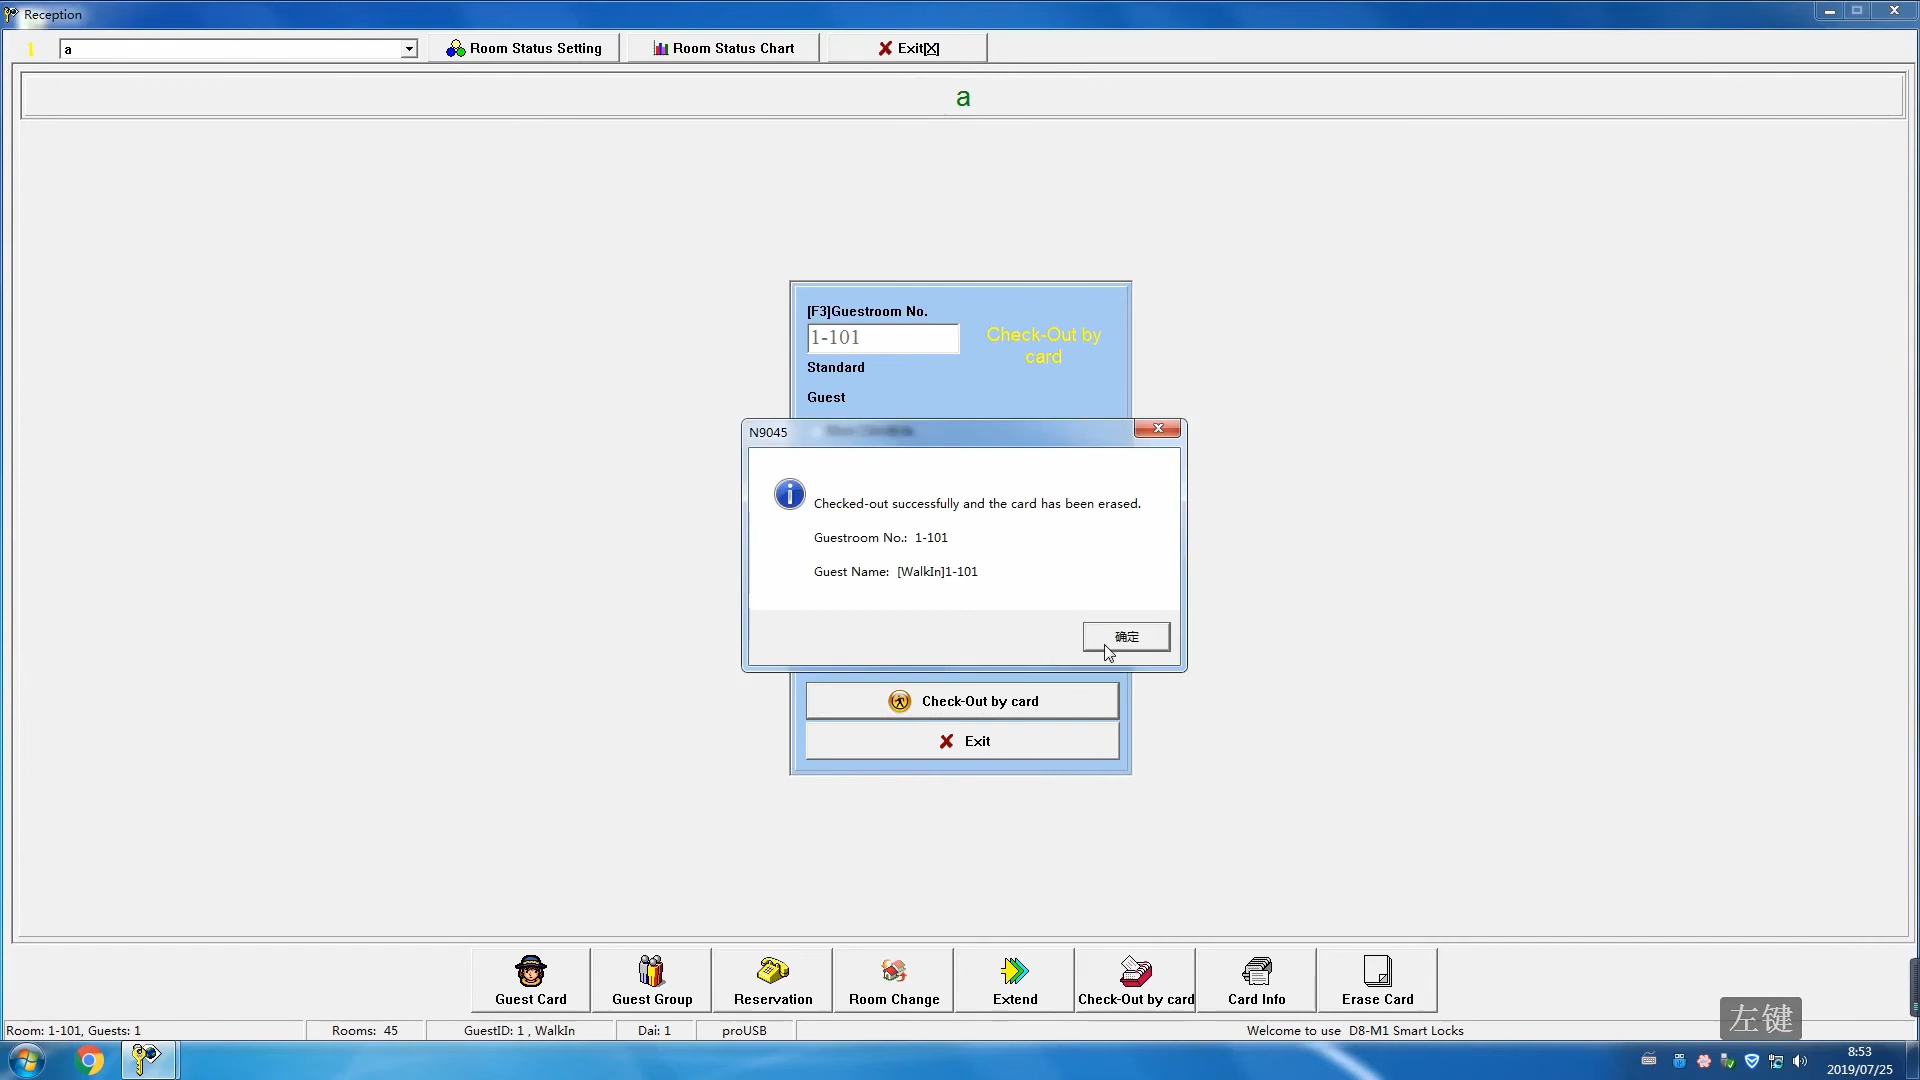 Reception
1
a
Room Status Setting
Room Status Chart
Exit[X]
a
[F3]Guestroom No.
1-101
Check-Out by
card
Standard
Guest
N9045
Checked-out successfully and the card has been erased.
Guestroom No.: 1-101
Guest Name: [WalkIn]1-101
确定
Check-Out by card
Exit
Guest Card
Guest Group
Reservation
Room Change
Extend
Check-Out by card
Card Info
Erase Card
左键
Room: 1-101, Guests: 1
Rooms: 45
GuestID: 1 , WalkIn
Dai: 1
proUSB
Welcome to use D8-M1 Smart Locks
8:53
2019/07/25